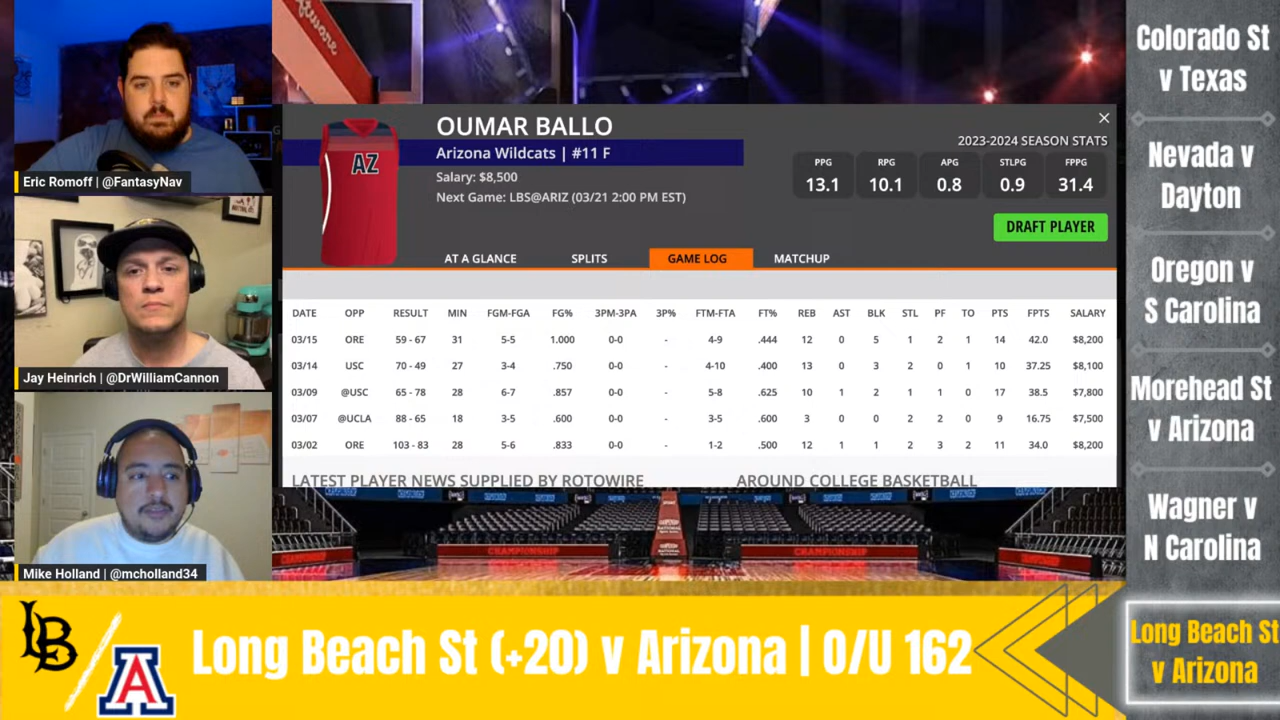 Eric Romoff | @FantasyNav
Jay Heinrich | @DrWilliamCannon
Mike Holland | @mcholland34
OUMAR BALLO
Arizona Wildcats | #11 F
Salary: $8,500
Next Game: LBS@ARIZ (03/21 2:00 PM EST)
AZ
2023-2024 SEASON STATS
PPG RPG APG STLPG FPPG
13.1 10.1 0.8 0.9 31.4
DRAFT PLAYER
AT A GLANCE SPLITS GAME LOG MATCHUP
DATE OPP RESULT MIN FGM-FGA FG% 3PM-3PA 3P% FTM-FTA FT% REB AST BLK STL PF TO PTS FPTS SALARY
03/15 ORE 59 - 67 31 5-5 1.000 0-0 - 4-9 .444 12 0 5 1 2 1 14 42.0 $8,200
03/14 USC 70 - 49 27 3-4 .750 0-0 - 4-10 .400 13 0 3 2 0 1 10 37.25 $8,100
03/09 @USC 65 - 78 28 6-7 .857 0-0 - 5-8 .625 10 1 2 1 1 0 17 38.5 $7,800
03/07 @UCLA 88 - 65 18 3-5 .600 0-0 - 3-5 .600 3 0 0 2 2 0 9 16.75 $7,500
03/02 ORE 103 - 83 28 5-6 .833 0-0 - 1-2 .500 12 1 1 2 3 2 11 34.0 $8,200
LATEST PLAYER NEWS SUPPLIED BY ROTOWIRE AROUND COLLEGE BASKETBALL
CHAMPIONSHIP
CHAMPIONSHIP
Colorado St
v Texas
Nevada v
Dayton
Oregon v
S Carolina
Morehead St
v Arizona
Wagner v
N Carolina
Long Beach St
v Arizona
LB
A
Long Beach St (+20) v Arizona | O/U 162